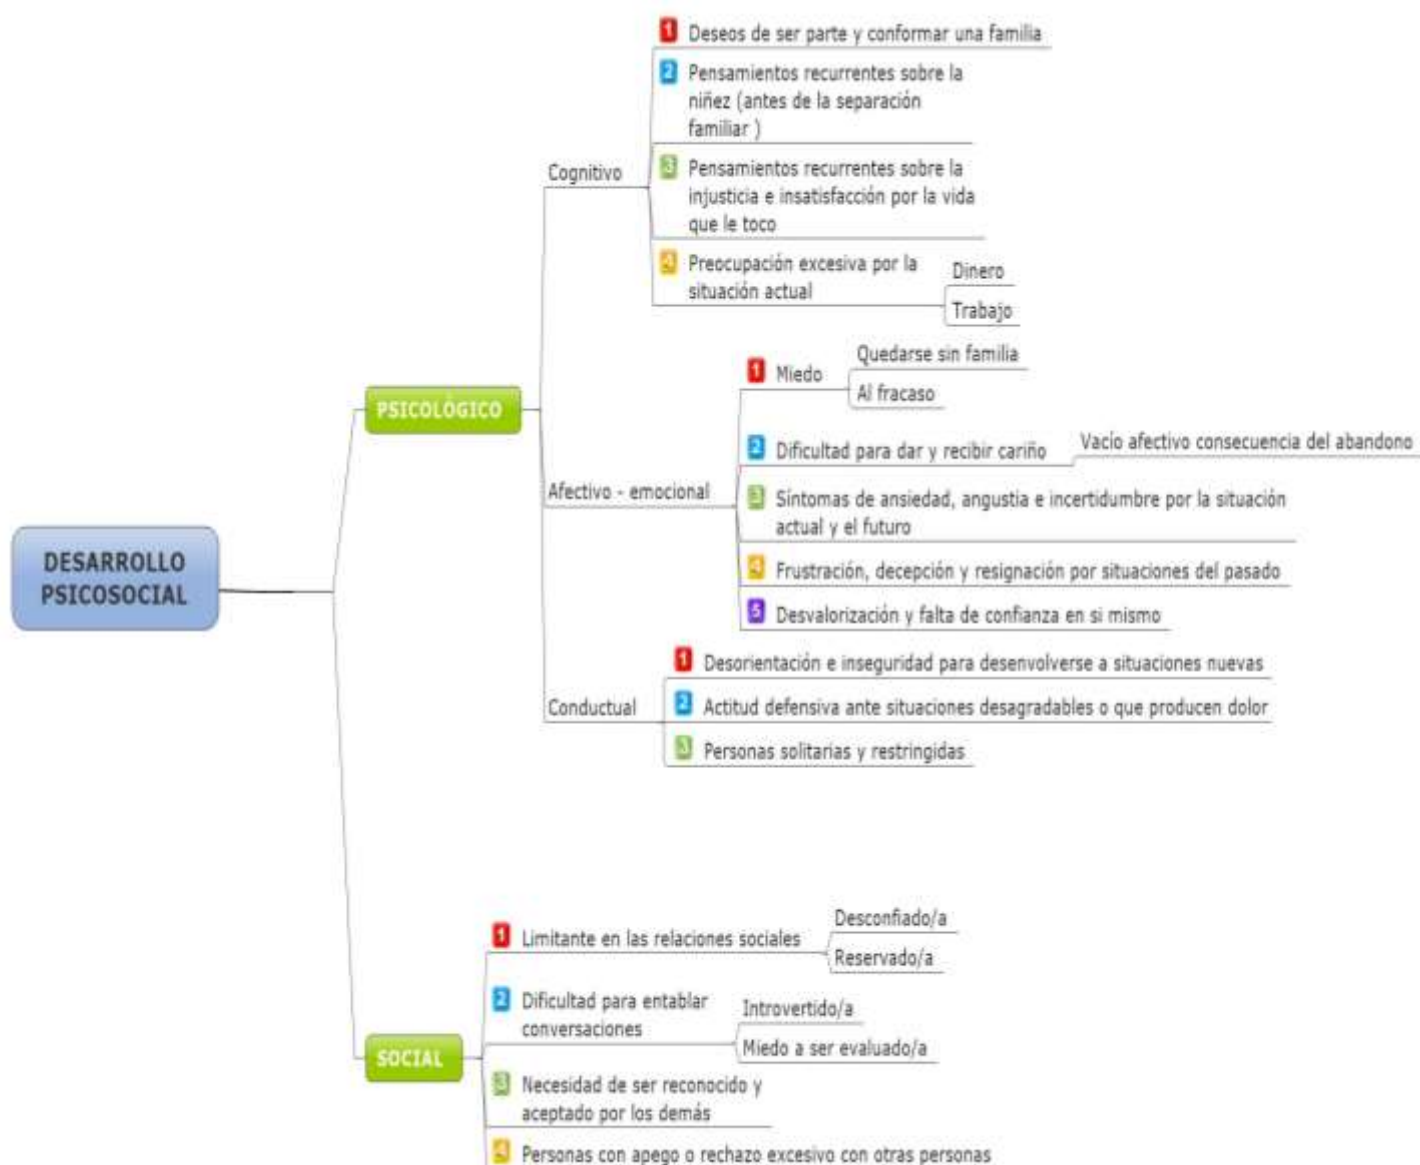 DESARROLLO
PSICOSOCIAL
PSICOLÓGICO
Cognitivo
1 Deseos de ser parte y conformar una familia
2 Pensamientos recurrentes sobre la
niñez (antes de la separación
familiar )
3 Pensamientos recurrentes sobre la
injusticia e insatisfacción por la vida
que le toco
4 Preocupación excesiva por la
situación actual
Dinero
Trabajo
Afectivo - emocional
1 Miedo
Quedarse sin familia
Al fracaso
2 Dificultad para dar y recibir cariño
Vacío afectivo consecuencia del abandono
3 Síntomas de ansiedad, angustia e incertidumbre por la situación
actual y el futuro
4 Frustración, decepción y resignación por situaciones del pasado
5 Desvalorización y falta de confianza en si mismo
Conductual
1 Desorientación e inseguridad para desenvolverse a situaciones nuevas
2 Actitud defensiva ante situaciones desagradables o que producen dolor
3 Personas solitarias y restringidas
SOCIAL
1 Limitante en las relaciones sociales
Desconfiado/a
Reservado/a
2 Dificultad para entablar
conversaciones
Introvertido/a
Miedo a ser evaluado/a
3 Necesidad de ser reconocido y
aceptado por los demás
4 Personas con apego o rechazo excesivo con otras personas